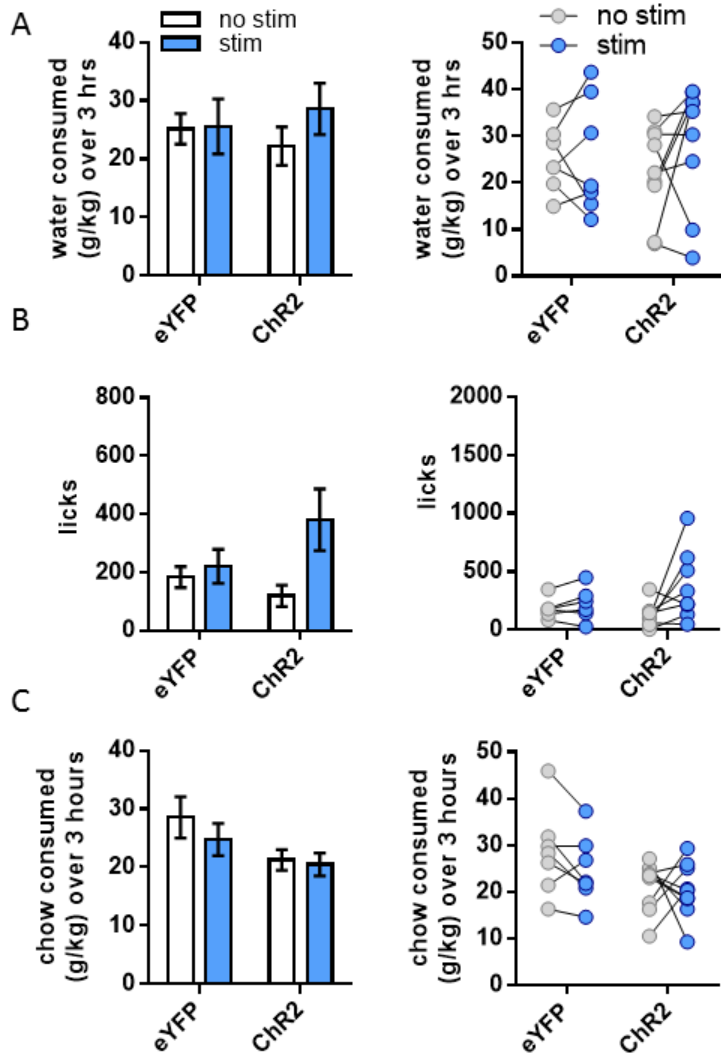 A
no stim
stim
water consumed
(g/kg) over 3 hrs
40
30
20
10
0
eYFP
ChR2
no stim
stim
water consumed
(g/kg) over 3 hrs
50
40
30
20
10
0
eYFP
ChR2
B
licks
800
600
400
200
0
eYFP
ChR2
licks
2000
1500
1000
500
0
eYFP
ChR2
C
chow consumed
(g/kg) over 3 hours
40
30
20
10
0
eYFP
ChR2
chow consumed
(g/kg) over 3 hours
50
40
30
20
10
0
eYFP
ChR2